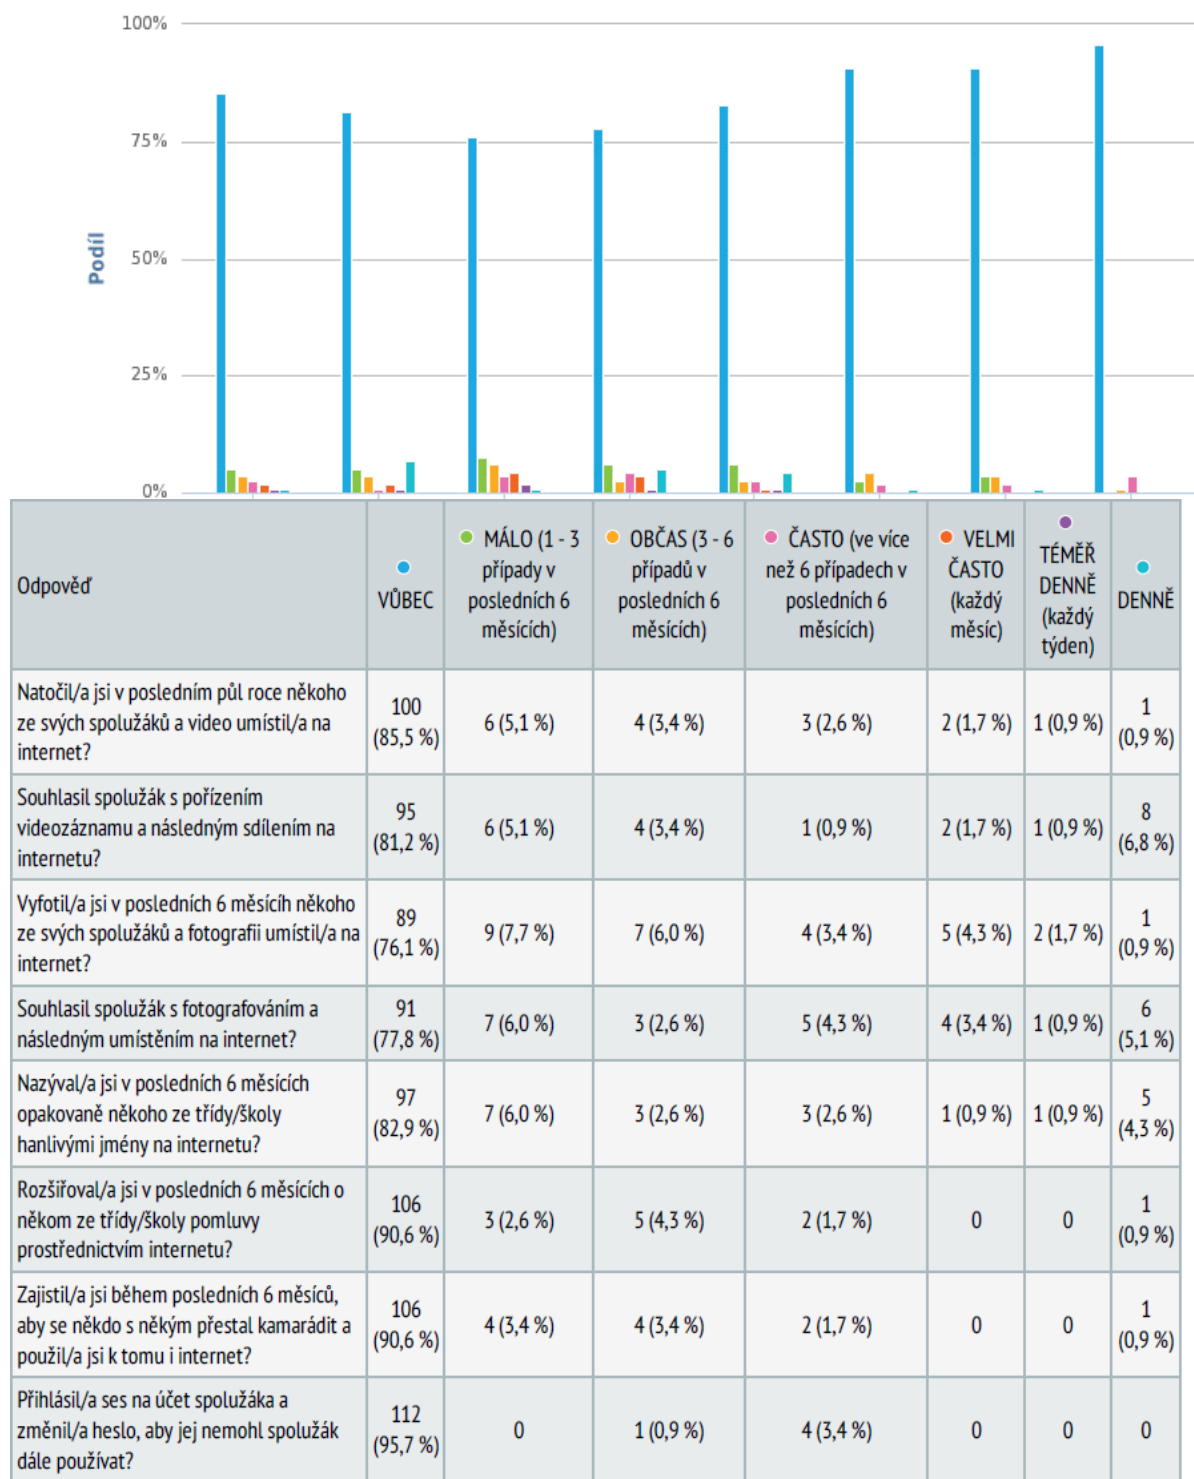 100%
75%
50%
25%
0%
Podíl
Odpověď
VŮBEC
MÁLO (1 - 3
případy v
posledních 6
měsících)
OBČAS (3 - 6
případů v
posledních 6
měsících)
ČASTO (ve více
než 6 případech v
posledních 6
měsících)
VELMI
ČASTO
(každý
měsíc)
TÉMĚŘ
DENNĚ
(každý
týden)
DENNĚ
Natočil/a jsi v posledním půl roce někoho
ze svých spolužáků a video umístil/a na
internet?
100
(85,5 %)
6 (5,1 %)
4 (3,4 %)
3 (2,6 %)
2 (1,7 %)
1 (0,9 %)
1
(0,9 %)
Souhlasil spolužák s pořízením
videozáznamu a následným sdílením na
internetu?
95
(81,2 %)
6 (5,1 %)
4 (3,4 %)
1 (0,9 %)
2 (1,7 %)
1 (0,9 %)
8
(6,8 %)
Vyfotil/a jsi v posledních 6 měsícíh někoho
ze svých spolužáků a fotografii umístil/a na
internet?
89
(76,1 %)
9 (7,7 %)
7 (6,0 %)
4 (3,4 %)
5 (4,3 %)
2 (1,7 %)
1
(0,9 %)
Souhlasil spolužák s fotografováním a
následným umístěním na internet?
91
(77,8 %)
7 (6,0 %)
3 (2,6 %)
5 (4,3 %)
4 (3,4 %)
1 (0,9 %)
6
(5,1 %)
Nazýval/a jsi v posledních 6 měsících
opakovaně někoho ze třídy/školy
hanlivými jmény na internetu?
97
(82,9 %)
7 (6,0 %)
3 (2,6 %)
3 (2,6 %)
1 (0,9 %)
1 (0,9 %)
5
(4,3 %)
Rozšiřoval/a jsi v posledních 6 měsících o
někom ze třídy/školy pomluvy
prostřednictvím internetu?
106
(90,6 %)
3 (2,6 %)
5 (4,3 %)
2 (1,7 %)
0
0
1
(0,9 %)
Zajistil/a jsi během posledních 6 měsíců,
aby se někdo s někým přestal kamarádit a
použil/a jsi k tomu i internet?
106
(90,6 %)
4 (3,4 %)
4 (3,4 %)
2 (1,7 %)
0
0
1
(0,9 %)
Přihlásil/a ses na účet spolužáka a
změnil/a heslo, aby jej nemohl spolužák
dále používat?
112
(95,7 %)
0
1 (0,9 %)
4 (3,4 %)
0
0
0